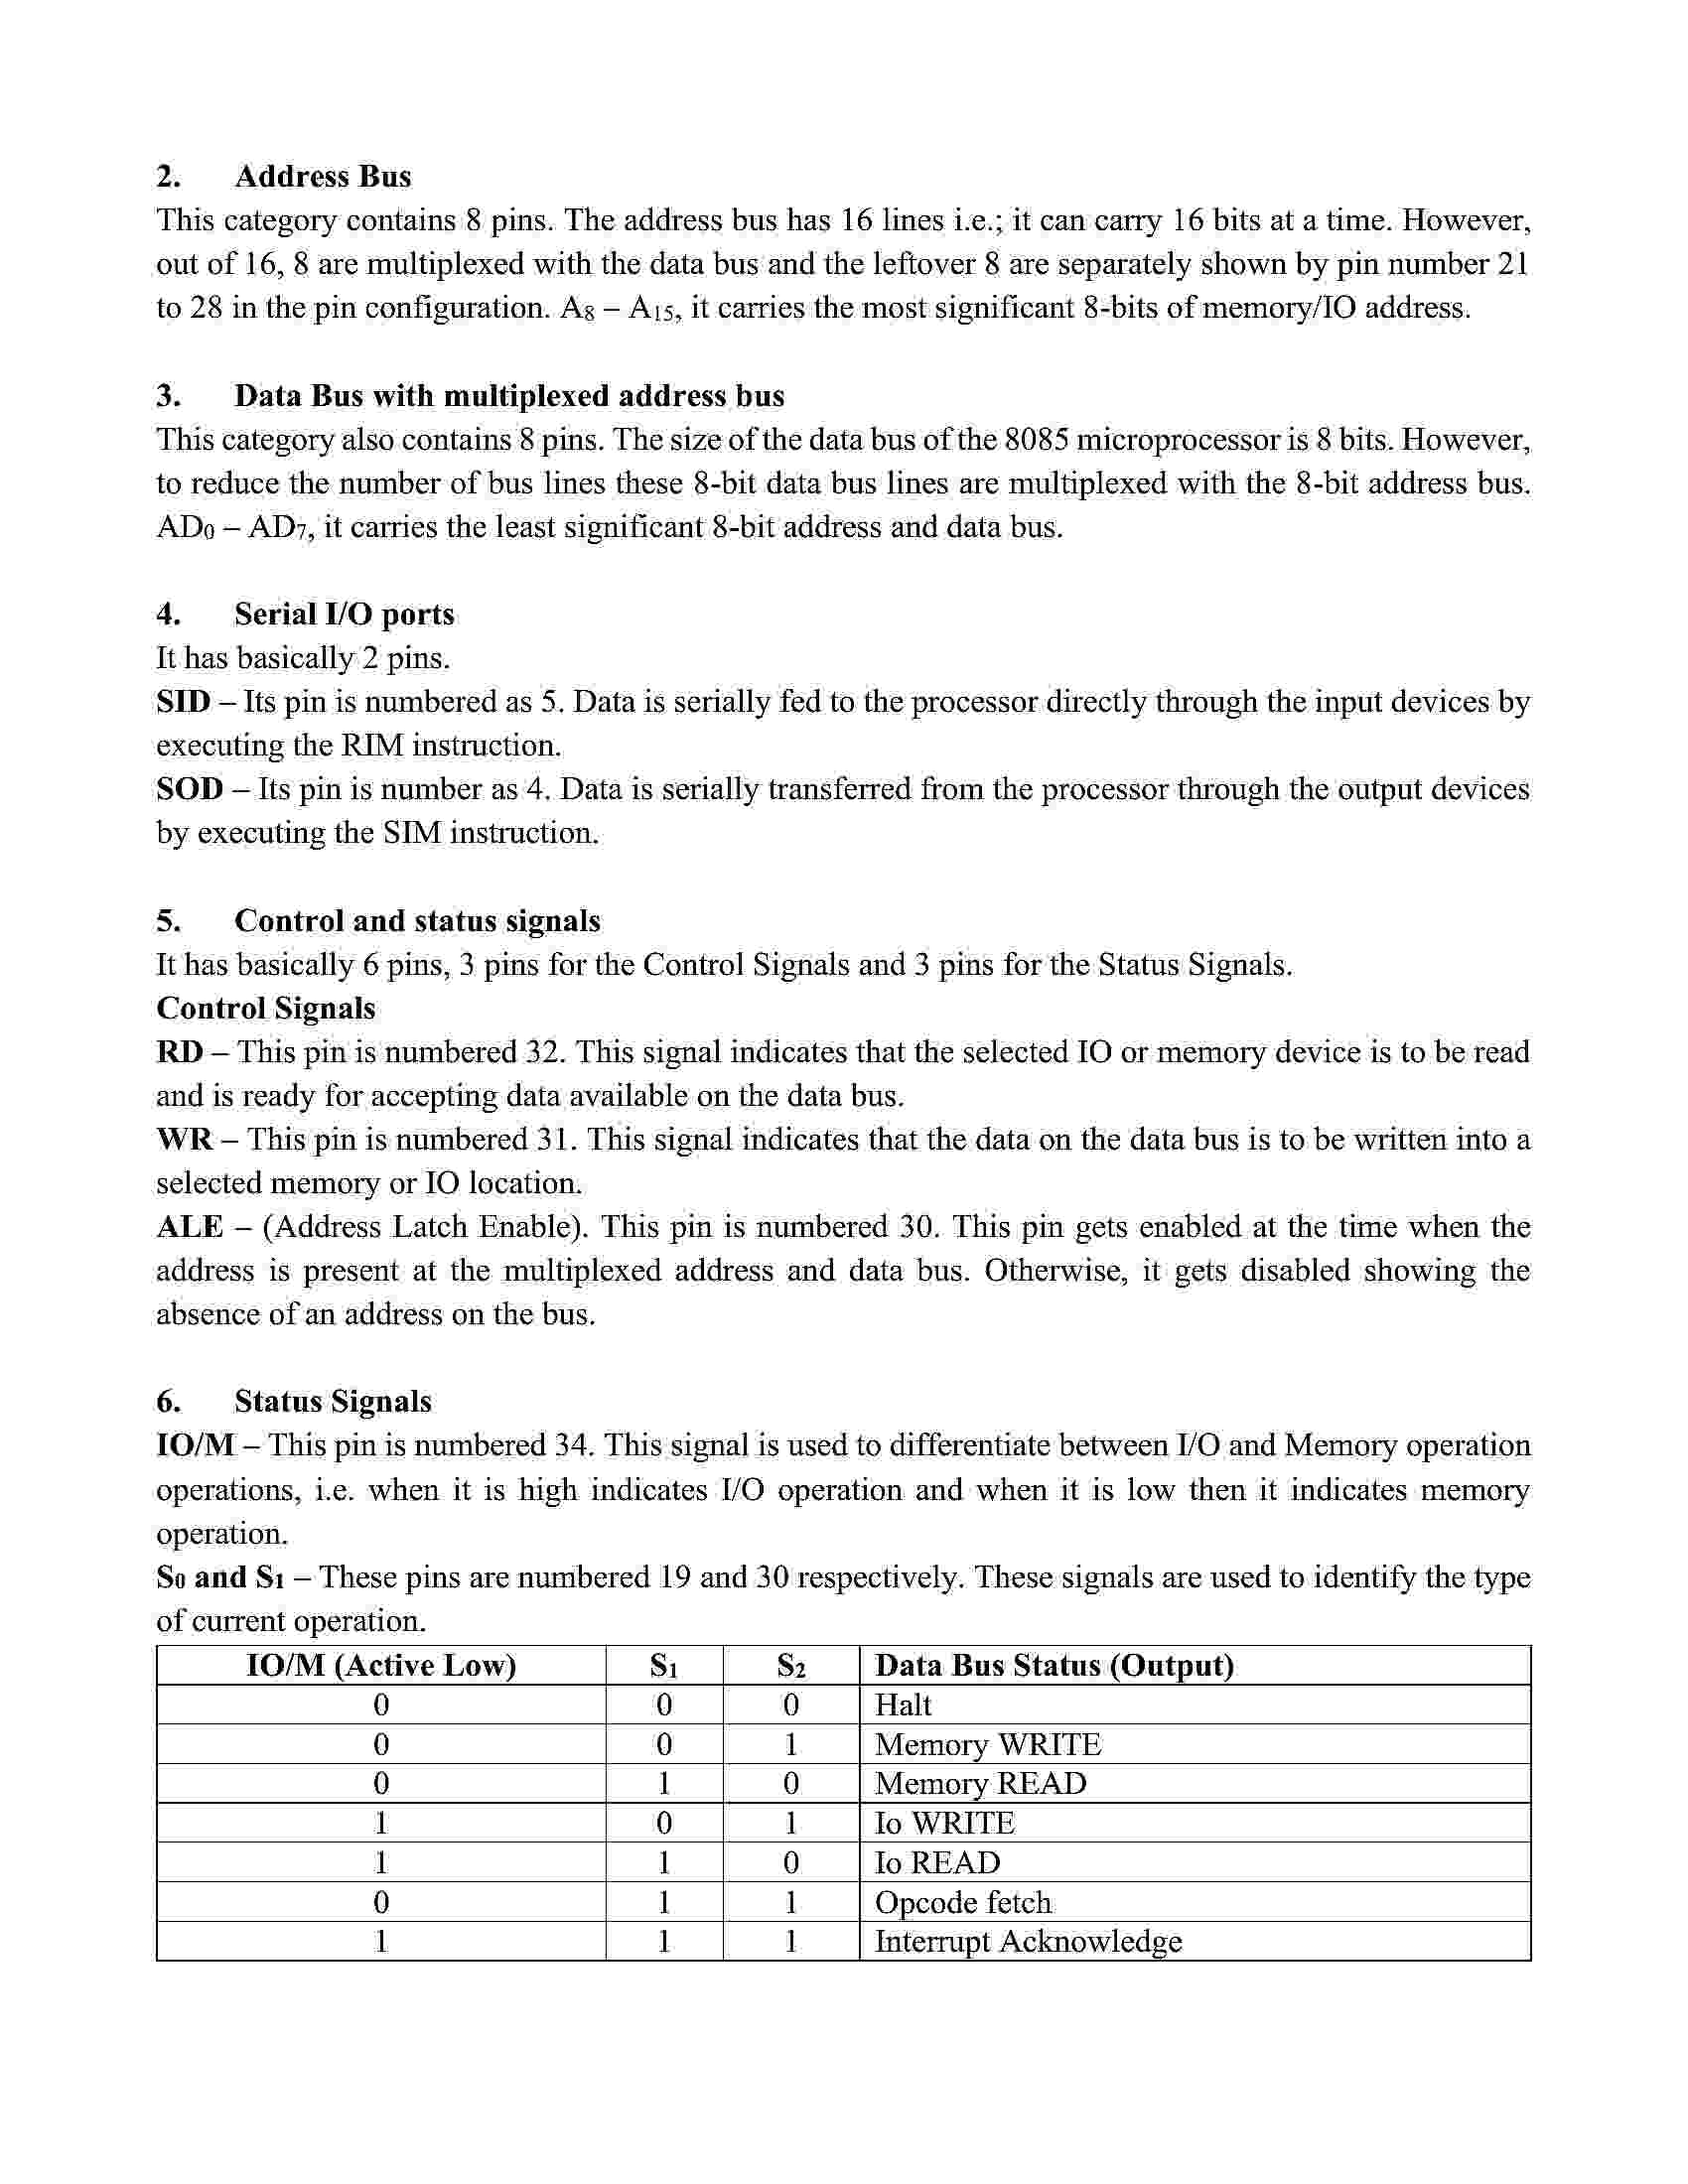 2. Address Bus
This category contains 8 pins. The address bus has 16 lines i.e.; it can carry 16 bits at a time. However,
out of 16, 8 are multiplexed with the data bus and the leftover 8 are separately shown by pin number 21
to 28 in the pin configuration. A8 – A15, it carries the most significant 8-bits of memory/IO address.
3. Data Bus with multiplexed address bus
This category also contains 8 pins. The size of the data bus of the 8085 microprocessor is 8 bits. However,
to reduce the number of bus lines these 8-bit data bus lines are multiplexed with the 8-bit address bus.
AD0 – AD7, it carries the least significant 8-bit address and data bus.
4. Serial I/O ports
It has basically 2 pins.
SID – Its pin is numbered as 5. Data is serially fed to the processor directly through the input devices by
executing the RIM instruction.
SOD – Its pin is number as 4. Data is serially transferred from the processor through the output devices
by executing the SIM instruction.
5. Control and status signals
It has basically 6 pins, 3 pins for the Control Signals and 3 pins for the Status Signals.
Control Signals
RD – This pin is numbered 32. This signal indicates that the selected IO or memory device is to be read
and is ready for accepting data available on the data bus.
WR – This pin is numbered 31. This signal indicates that the data on the data bus is to be written into a
selected memory or IO location.
ALE – (Address Latch Enable). This pin is numbered 30. This pin gets enabled at the time when the
address is present at the multiplexed address and data bus. Otherwise, it gets disabled showing the
absence of an address on the bus.
6. Status Signals
IO/M – This pin is numbered 34. This signal is used to differentiate between I/O and Memory operation
operations, i.e. when it is high indicates I/O operation and when it is low then it indicates memory
operation.
S0 and S1 – These pins are numbered 19 and 30 respectively. These signals are used to identify the type
of current operation.
IO/M (Active Low) S1 S2 Data Bus Status (Output)
0 0 0 Halt
0 0 1 Memory WRITE
0 1 0 Memory READ
1 0 1 Io WRITE
1 1 0 Io READ
0 1 1 Opcode fetch
1 1 1 Interrupt Acknowledge